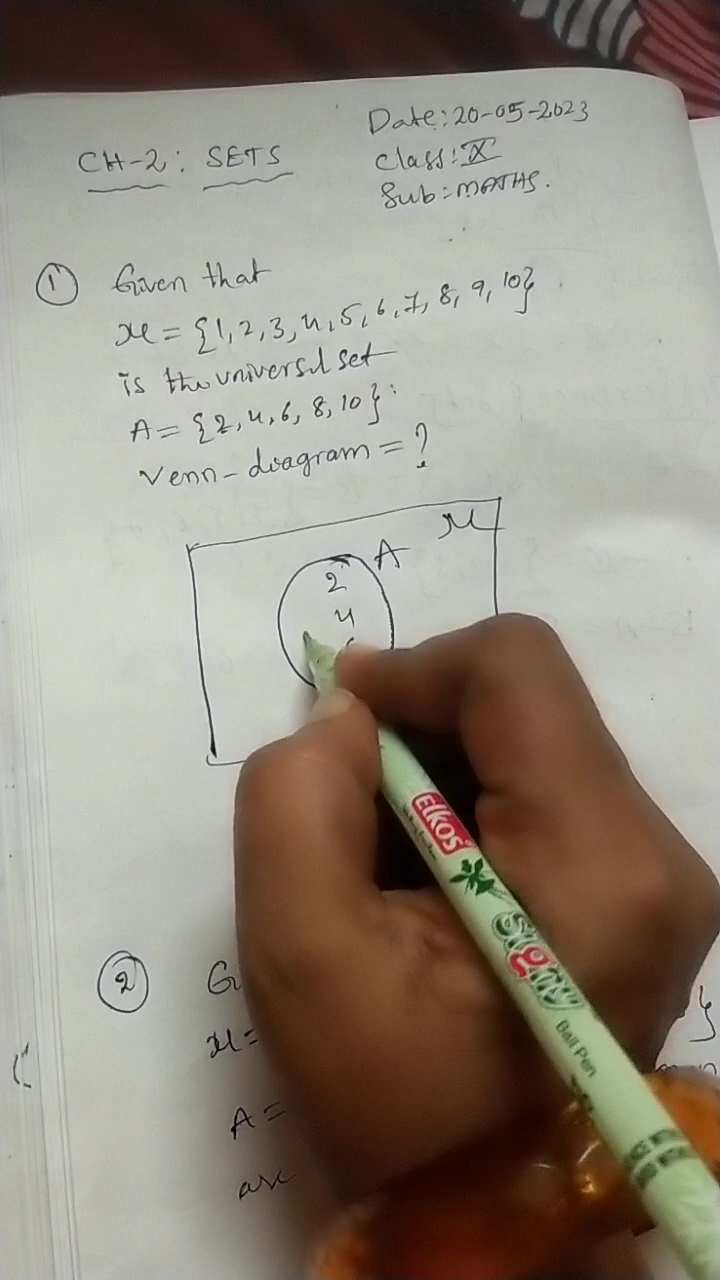 Date: 20-05-2023
CH-2: SETS
Class: X
Sub: MATHS.
① Given that
μ = {1, 2, 3, 4, 5, 6, 7, 8, 9, 10}
is the universal set
A = {2, 4, 6, 8, 10}:
Venn-diagram = ?
μ
A
2
4
② G
μ =
}
A =
are
Elkos
Signy
Ball Pen